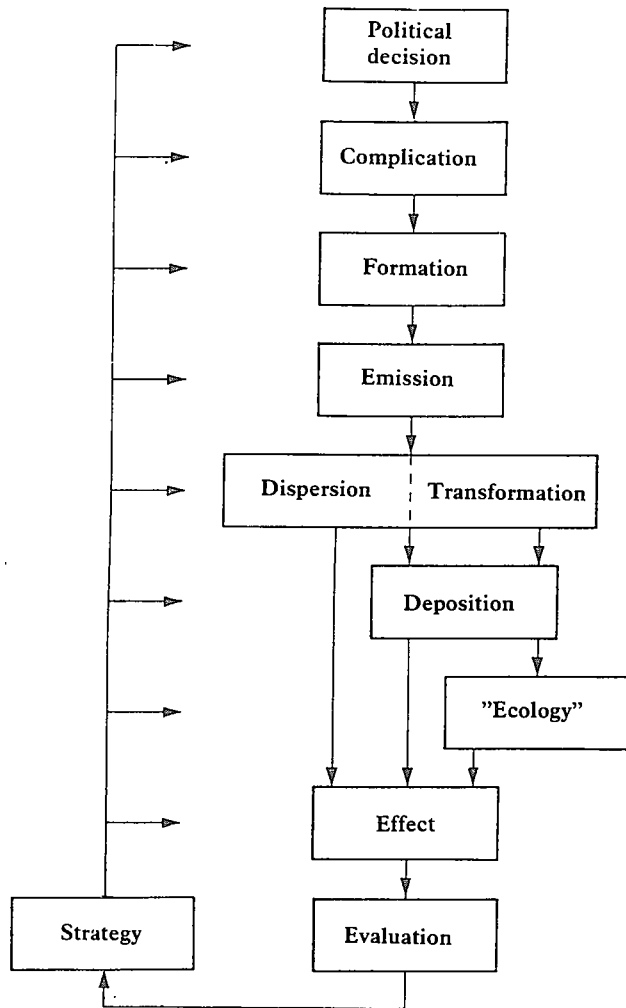 Political
decision
Complication
Formation
Emission
Dispersion
Transformation
Deposition
"Ecology"
Effect
Strategy
Evaluation